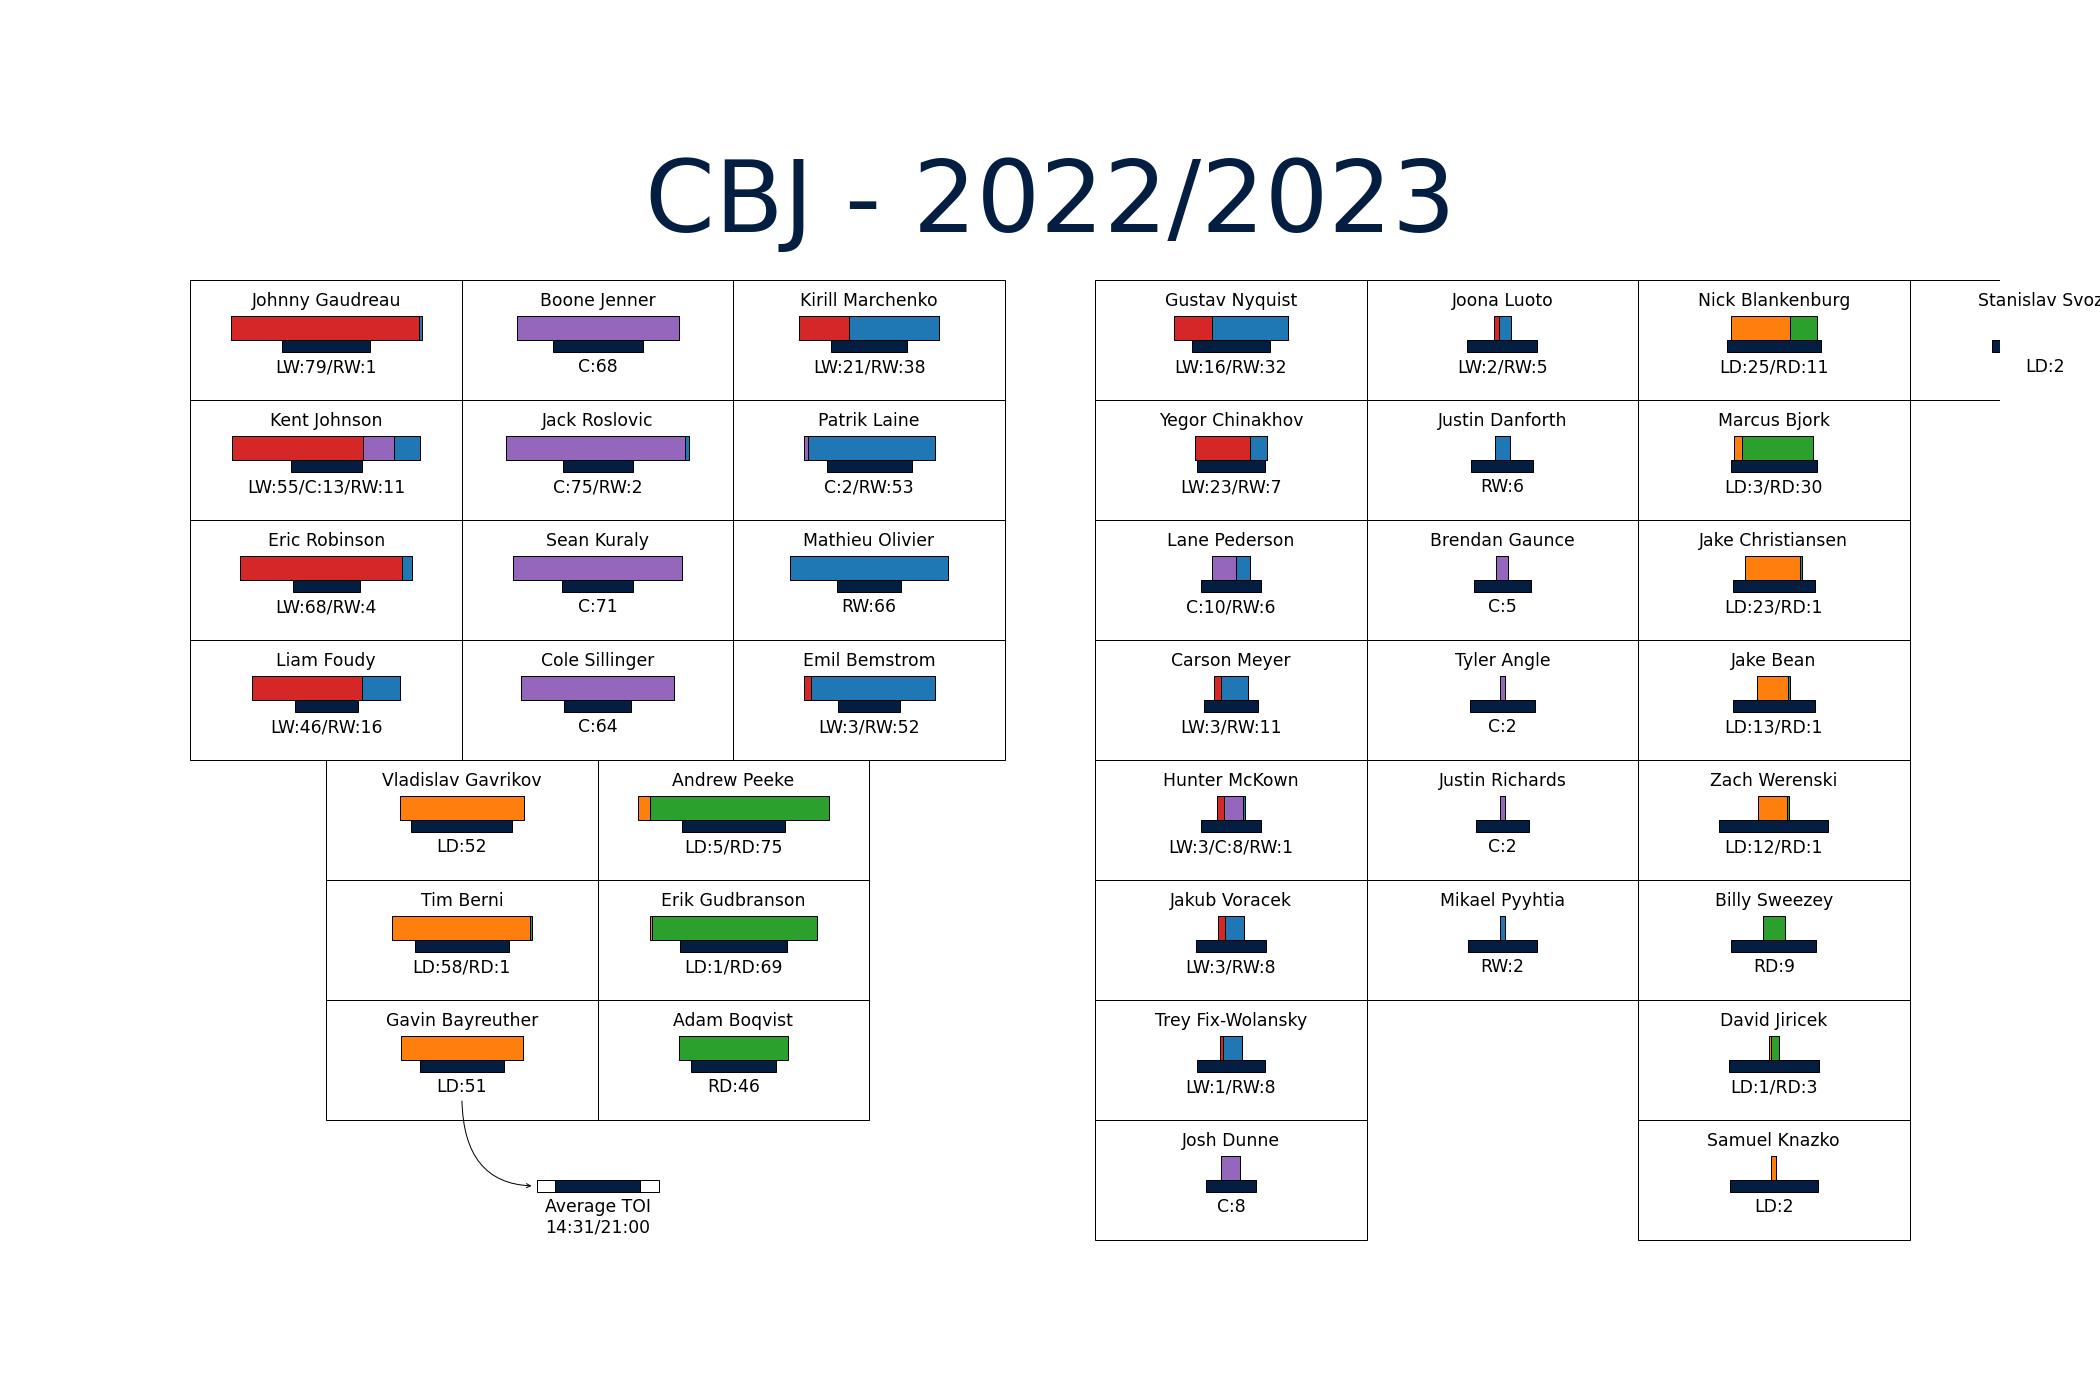 CBJ - 2022/2023
Johnny Gaudreau
LW:79/RW:1
Boone Jenner
C:68
Kirill Marchenko
LW:21/RW:38
Kent Johnson
LW:55/C:13/RW:11
Jack Roslovic
C:75/RW:2
Patrik Laine
C:2/RW:53
Eric Robinson
LW:68/RW:4
Sean Kuraly
C:71
Mathieu Olivier
RW:66
Liam Foudy
LW:46/RW:16
Cole Sillinger
C:64
Emil Bemstrom
LW:3/RW:52
Vladislav Gavrikov
LD:52
Andrew Peeke
LD:5/RD:75
Tim Berni
LD:58/RD:1
Erik Gudbranson
LD:1/RD:69
Gavin Bayreuther
LD:51
Adam Boqvist
RD:46
Average TOI
14:31/21:00
Gustav Nyquist
LW:16/RW:32
Joona Luoto
LW:2/RW:5
Nick Blankenburg
LD:25/RD:11
Stanislav Svoz
LD:2
Yegor Chinakhov
LW:23/RW:7
Justin Danforth
RW:6
Marcus Bjork
LD:3/RD:30
Lane Pederson
C:10/RW:6
Brendan Gaunce
C:5
Jake Christiansen
LD:23/RD:1
Carson Meyer
LW:3/RW:11
Tyler Angle
C:2
Jake Bean
LD:13/RD:1
Hunter McKown
LW:3/C:8/RW:1
Justin Richards
C:2
Zach Werenski
LD:12/RD:1
Jakub Voracek
LW:3/RW:8
Mikael Pyyhtia
RW:2
Billy Sweezey
RD:9
Trey Fix-Wolansky
LW:1/RW:8
David Jiricek
LD:1/RD:3
Josh Dunne
C:8
Samuel Knazko
LD:2